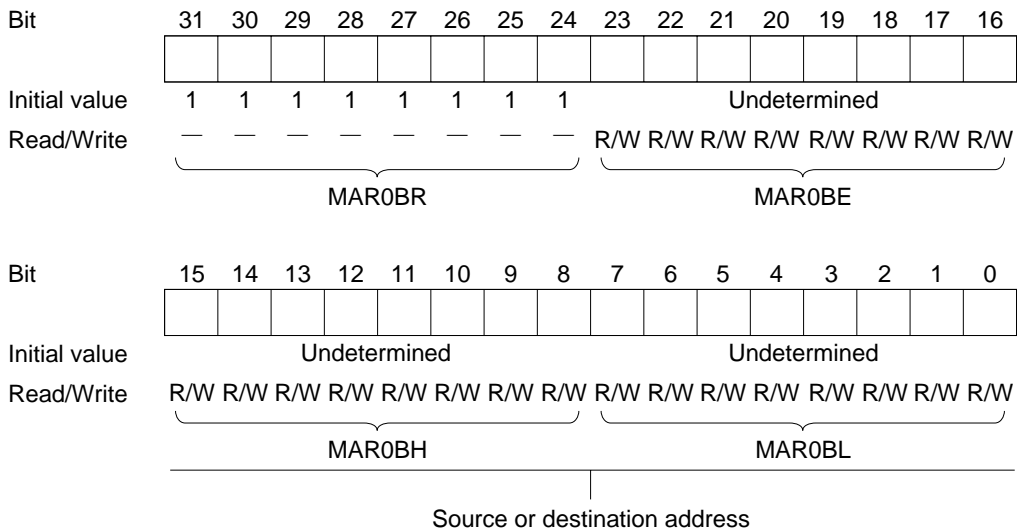 Bit 31 30 29 28 27 26 25 24 23 22 21 20 19 18 17 16
Initial value 1 1 1 1 1 1 1 1 Undetermined
Read/Write — — — — — — — — R/W R/W R/W R/W R/W R/W R/W R/W
MAR0BR MAR0BE
Bit 15 14 13 12 11 10 9 8 7 6 5 4 3 2 1 0
Initial value Undetermined Undetermined
Read/Write R/W R/W R/W R/W R/W R/W R/W R/W R/W R/W R/W R/W R/W R/W R/W R/W
MAR0BH MAR0BL
Source or destination address